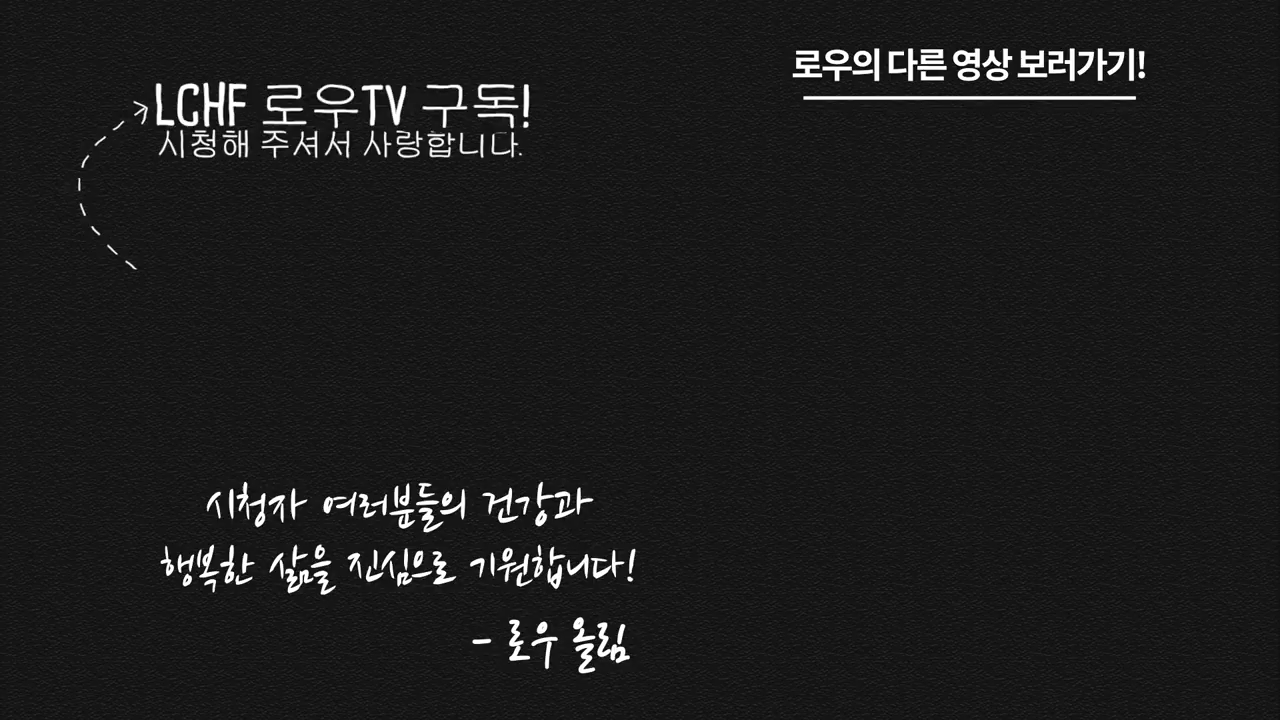 LCHF 로우TV 구독!
시청해 주셔서 사랑합니다.
로우의 다른 영상 보러가기!
시청자 여러분들의 건강과
행복한 삶을 진심으로 기원합니다!
- 로우 올림